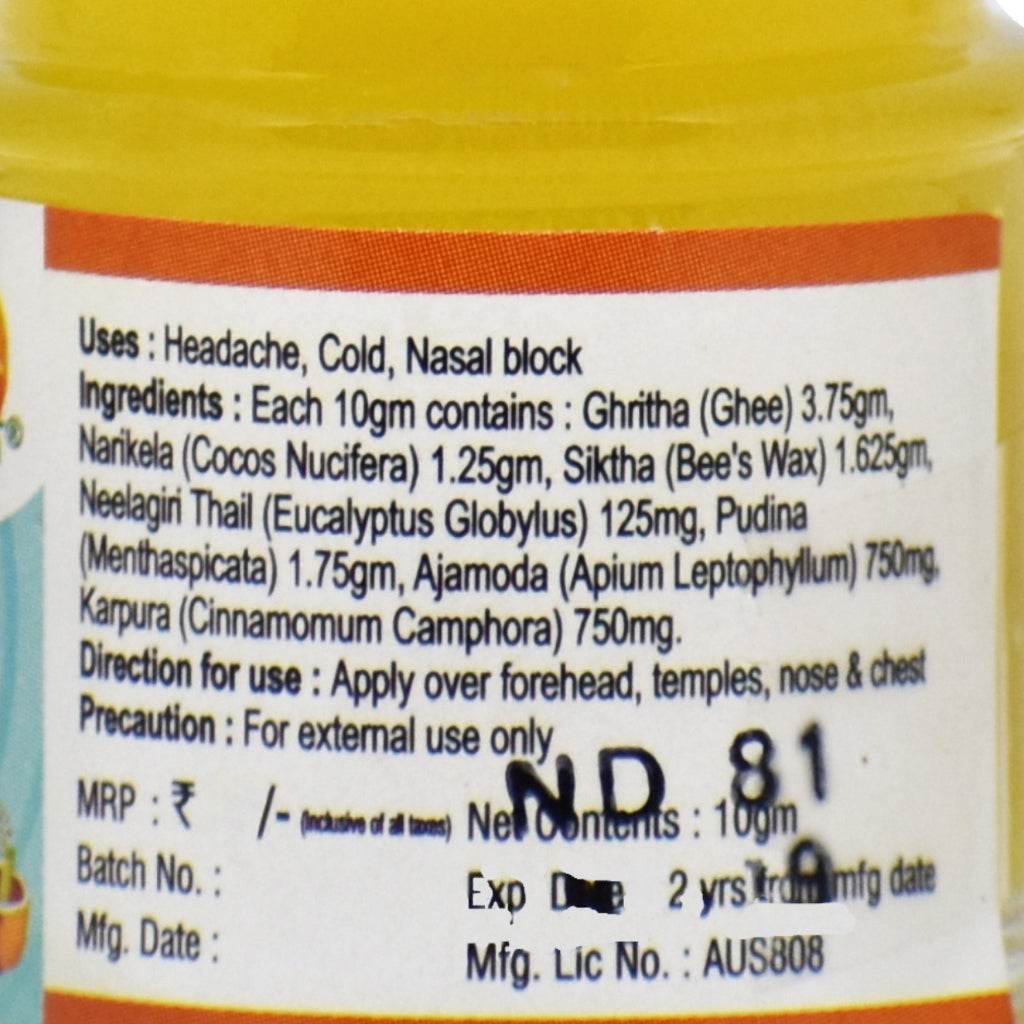 Uses : Headache, Cold, Nasal block
Ingredients : Each 10gm contains : Ghritha (Ghee) 3.75gm,
Narikela (Cocos Nucifera) 1.25gm, Siktha (Bee's Wax) 1.625gm,
Neelagiri Thail (Eucalyptus Globylus) 125mg, Pudina
(Menthaspicata) 1.75gm, Ajamoda (Apium Leptophyllum) 750mg,
Karpura (Cinnamomum Camphora) 750mg.
Direction for use : Apply over forehead, temples, nose & chest
Precaution : For external use only
ND 81
MRP : ₹ /- (Inclusive of all taxes) Net Contents : 10gm
Batch No. :
Exp 2 yrs from mfg date
Mfg. Date :
Mfg. Lic No. : AUS808